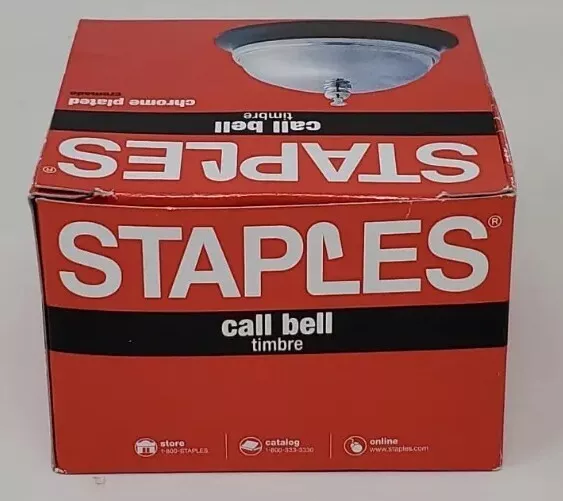 chrome plated
cromado
call bell
timbre
STAPLES®
STAPLES®
call bell
timbre
store
1-800-STAPLES
catalog
1-800-333-3330
online
www.staples.com